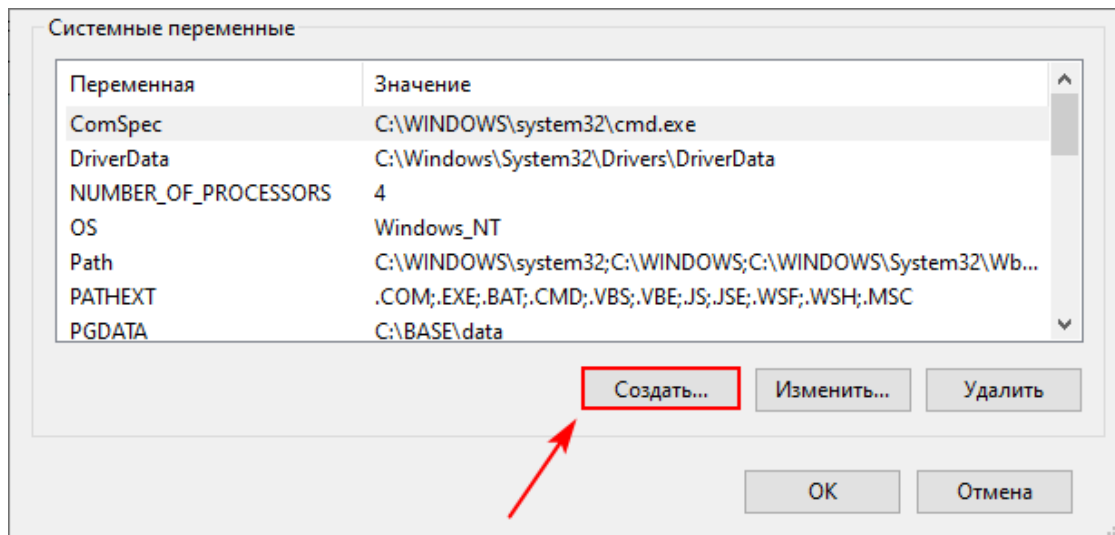 Системные переменные
Переменная Значение
ComSpec C:\WINDOWS\system32\cmd.exe
DriverData C:\Windows\System32\Drivers\DriverData
NUMBER_OF_PROCESSORS 4
OS Windows_NT
Path C:\WINDOWS\system32;C:\WINDOWS;C:\WINDOWS\System32\Wb...
PATHEXT .COM;.EXE;.BAT;.CMD;.VBS;.VBE;.JS;.JSE;.WSF;.WSH;.MSC
PGDATA C:\BASE\data
Создать... Изменить... Удалить
ОК Отмена